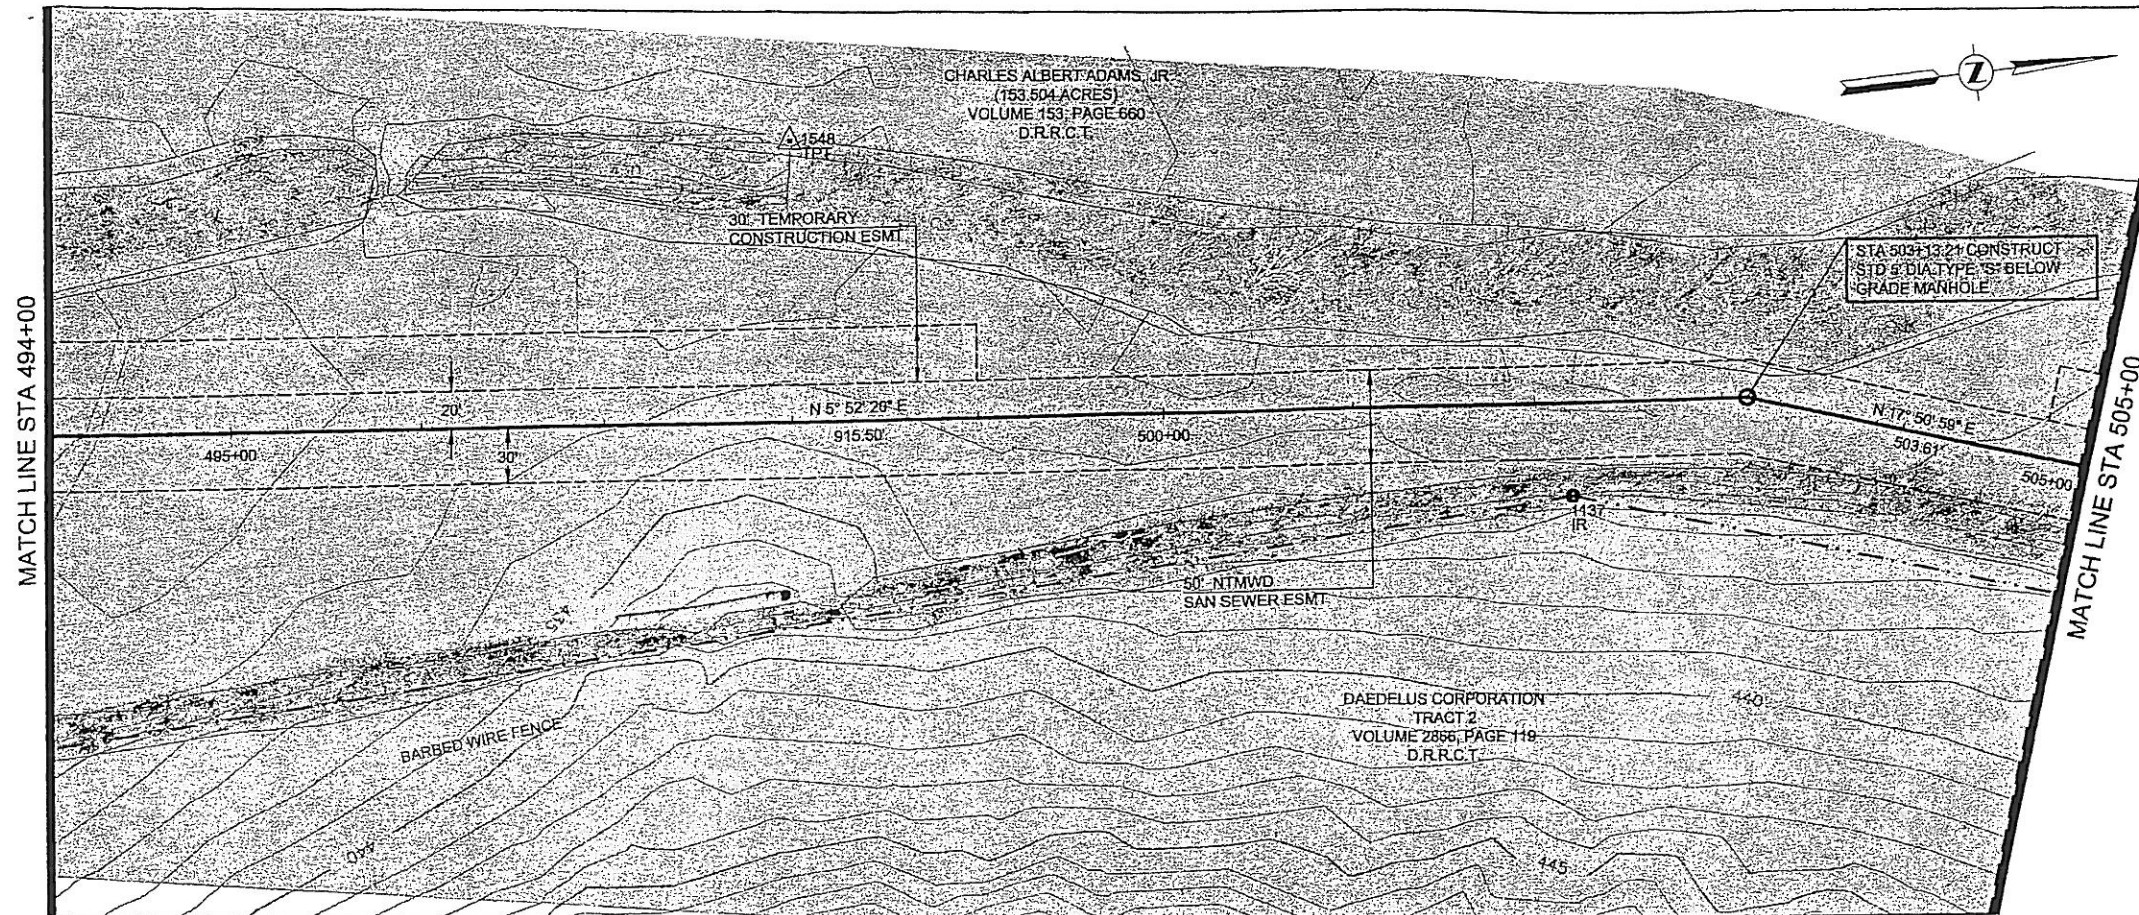 CHARLES ALBERT ADAMS, JR
(153.504 ACRES)
VOLUME 153, PAGE 660
D.R.R.C.T.
1548
TPT
30' TEMPORARY
CONSTRUCTION ESMT
STA 503+13.21 CONSTRUCT
STD 5' DIA TYPE 'S' BELOW
GRADE MANHOLE
MATCH LINE STA 494+00
20'
N 5° 52' 20" E
915.50'
495+00
30'
500+00
N 17° 50' 59" E
503.61'
505+00
MATCH LINE STA 505+00
1137
IR
50' NTMWD
SAN SEWER ESMT
BARBED WIRE FENCE
DAEDELUS CORPORATION
TRACT 2
VOLUME 2866, PAGE 119
D.R.R.C.T.
440
440
445